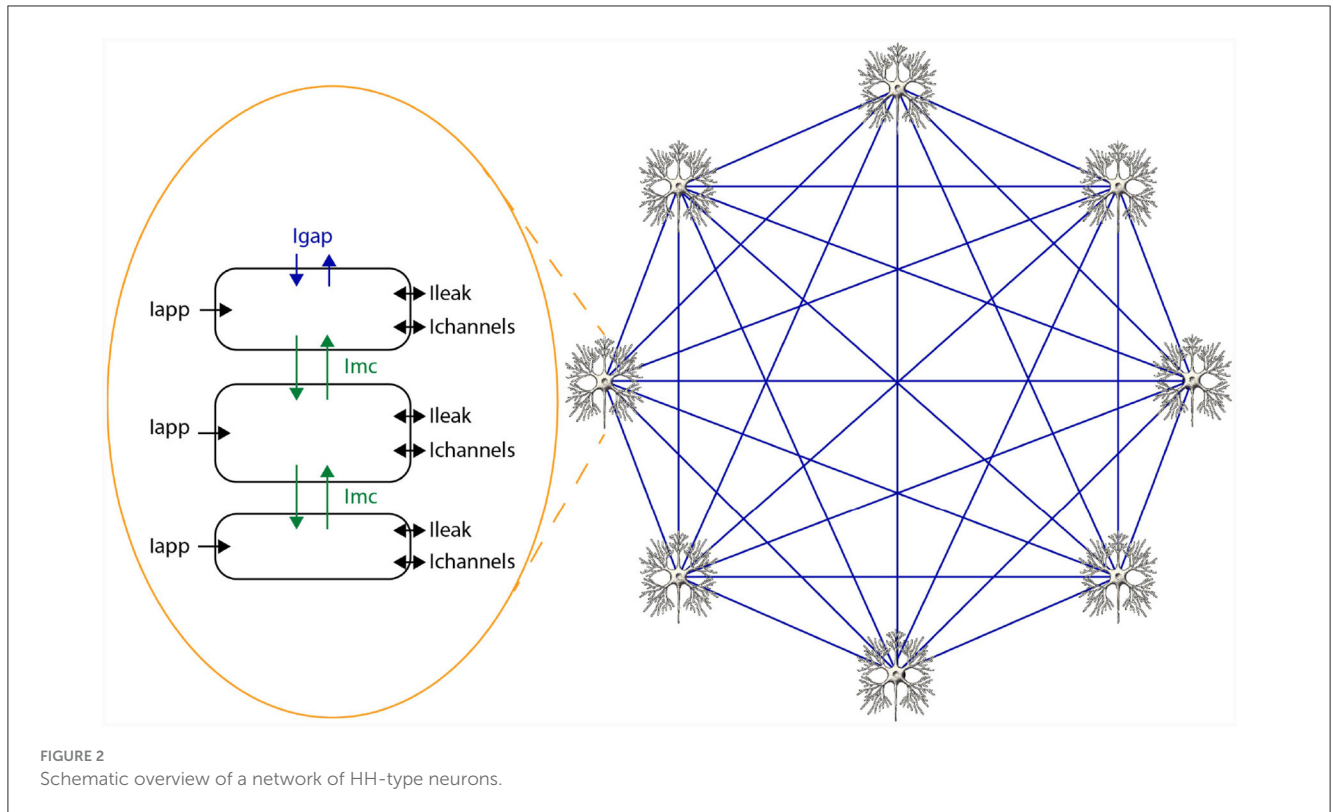 Igap
Iapp
Ileak
Ichannels
Imc
Iapp
Ileak
Ichannels
Imc
Iapp
Ileak
Ichannels
FIGURE 2
Schematic overview of a network of HH-type neurons.